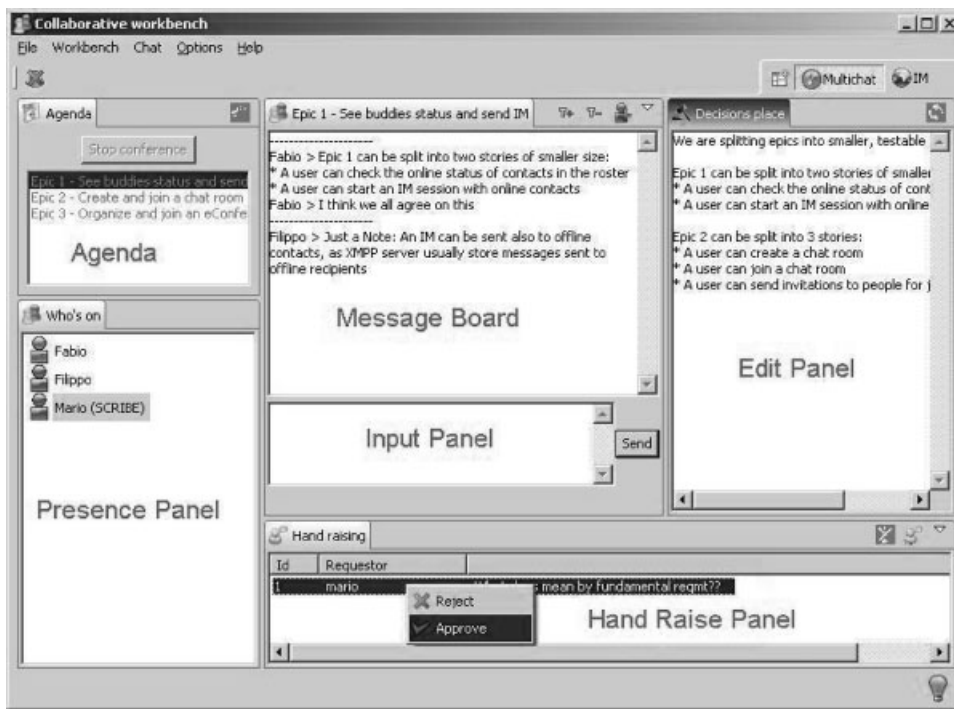 Collaborative workbench
File Workbench Chat Options Help
Multichat IM
Agenda
Stop conference
Epic 1 - See buddies status and send
Epic 2 - Create and join a chat room
Epic 3 - Organize and join an eConfe
Agenda
Who's on
Fabio
Filippo
Mario (SCRIBE)
Presence Panel
Epic 1 - See buddies status and send IM
--------------------
Fabio > Epic 1 can be split into two stories of smaller size:
* A user can check the online status of contacts in the roster
* A user can start an IM session with online contacts
Fabio > I think we all agree on this
--------------------
Filippo > Just a Note: An IM can be sent also to offline
contacts, as XMPP server usually store messages sent to
offline recipients
Message Board
Input Panel
Send
Decisions place
We are splitting epics into smaller, testable
Epic 1 can be split into two stories of smaller
* A user can check the online status of cont
* A user can start an IM session with online
Epic 2 can be split into 3 stories:
* A user can create a chat room
* A user can join a chat room
* A user can send invitations to people for j
Edit Panel
Hand raising
Id Requestor
1 mario mean by fundamental reqmt??
Reject
Approve
Hand Raise Panel